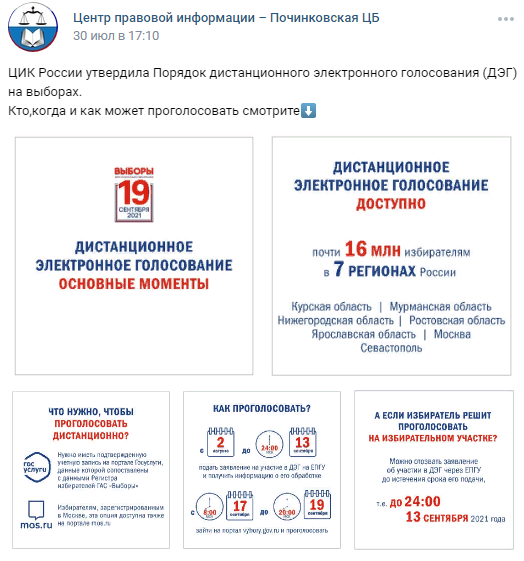 Центр правовой информации – Починковская ЦБ
30 июл в 17:10
ЦИК России утвердила Порядок дистанционного электронного голосования (ДЭГ)
на выборах.
Кто,когда и как может проголосовать смотрите⬇
ВЫБОРЫ
19
СЕНТЯБРЯ
2021
ДИСТАНЦИОННОЕ
ЭЛЕКТРОННОЕ ГОЛОСОВАНИЕ
ОСНОВНЫЕ МОМЕНТЫ
ДИСТАНЦИОННОЕ
ЭЛЕКТРОННОЕ ГОЛОСОВАНИЕ
ДОСТУПНО
почти 16 МЛН избирателям
в 7 РЕГИОНАХ России
Курская область | Мурманская область
Нижегородская область | Ростовская область
Ярославская область | Москва
Севастополь
ЧТО НУЖНО, ЧТОБЫ
ПРОГОЛОСОВАТЬ
ДИСТАНЦИОННО?
гос
услуги
Нужно иметь подтвержденную
учетную запись на портале Госуслуги,
данные которой сопоставлены
с данными Регистра
избирателей ГАС «Выборы»
mos.ru
Избирателям, зарегистрированным
в Москве, эта опция доступна также
на портале mos.ru
КАК ПРОГОЛОСОВАТЬ?
с 2 августа до 24:00 13 сентября
подать заявление на участие в ДЭГ на ЕПГУ
и получить информацию о его обработке
с 8:00 17 сентября до 20:00 19 сентября
зайти на портал vybory.gov.ru и проголосовать
А ЕСЛИ ИЗБИРАТЕЛЬ РЕШИТ
ПРОГОЛОСОВАТЬ
НА ИЗБИРАТЕЛЬНОМ УЧАСТКЕ?
Можно отозвать заявление
об участии в ДЭГ через ЕПГУ
до истечения срока его подачи,
т.е. ДО 24:00
13 СЕНТЯБРЯ 2021 года